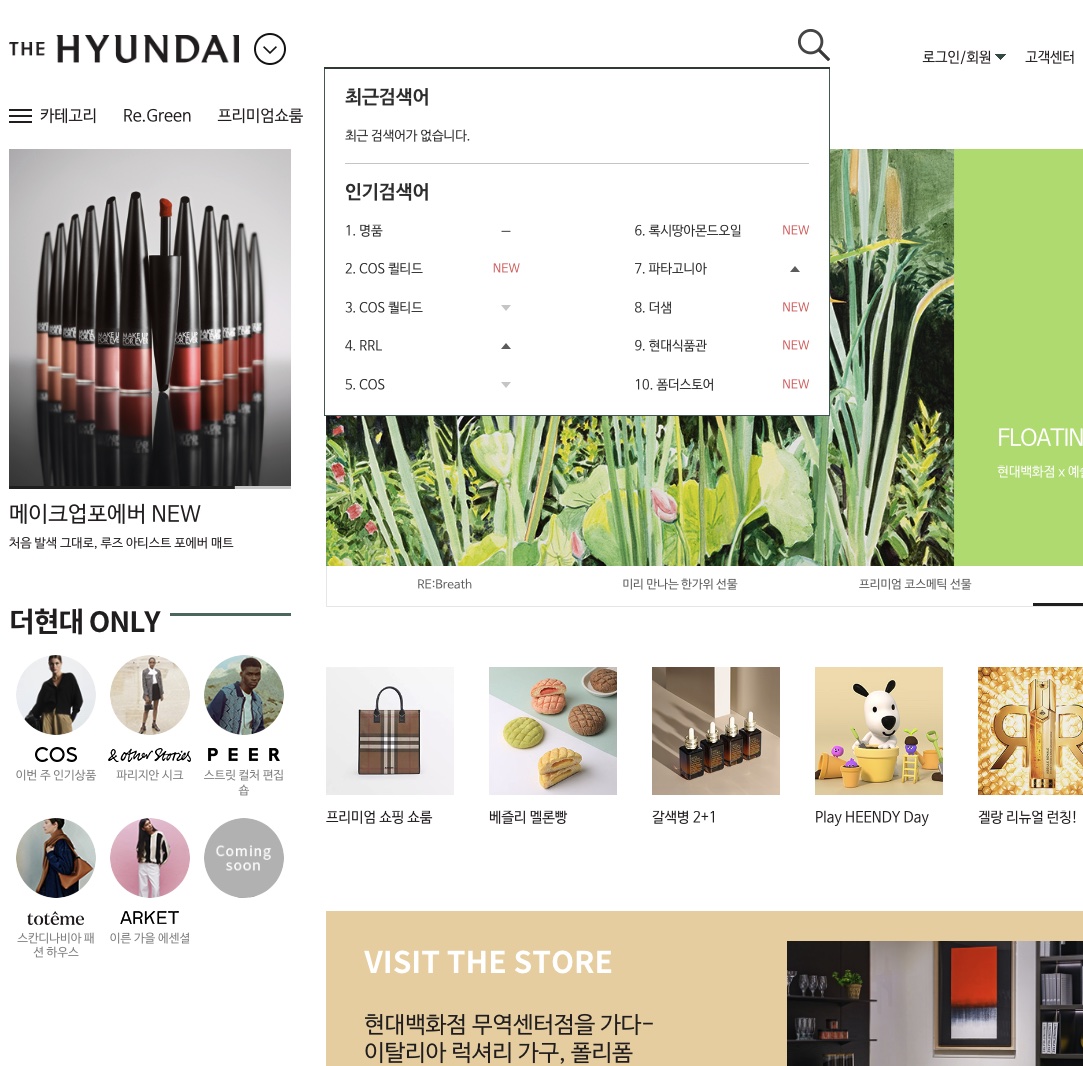 THE HYUNDAI
로그인/회원
고객센터
카테고리
Re.Green
프리미엄쇼룸
최근검색어
최근 검색어가 없습니다.
인기검색어
1. 명품 –
2. COS 퀼티드 NEW
3. COS 퀼티드
4. RRL
5. COS
6. 록시땅아몬드오일 NEW
7. 파타고니아
8. 더샘 NEW
9. 현대식품관 NEW
10. 폼더스토어 NEW
MAKE UP
FOR EVER
메이크업포에버 NEW
처음 발색 그대로, 루즈 아티스트 포에버 매트
FLOATIN
현대백화점 x
RE:Breath
미리 만나는 한가위 선물
프리미엄 코스메틱 선물
더현대 ONLY
COS
이번 주 인기상품
& other Stories
파리지안 시크
PEER
스트릿 컬처 편집
숍
totême
스칸디나비아 패
션 하우스
ARKET
이른 가을 에센셜
Coming
soon
프리미엄 쇼핑 쇼룸
베즐리 멜론빵
갈색병 2+1
Play HEENDY Day
겔랑 리뉴얼 런칭!
VISIT THE STORE
현대백화점 무역센터점을 가다-
이탈리아 럭셔리 가구, 폴리폼